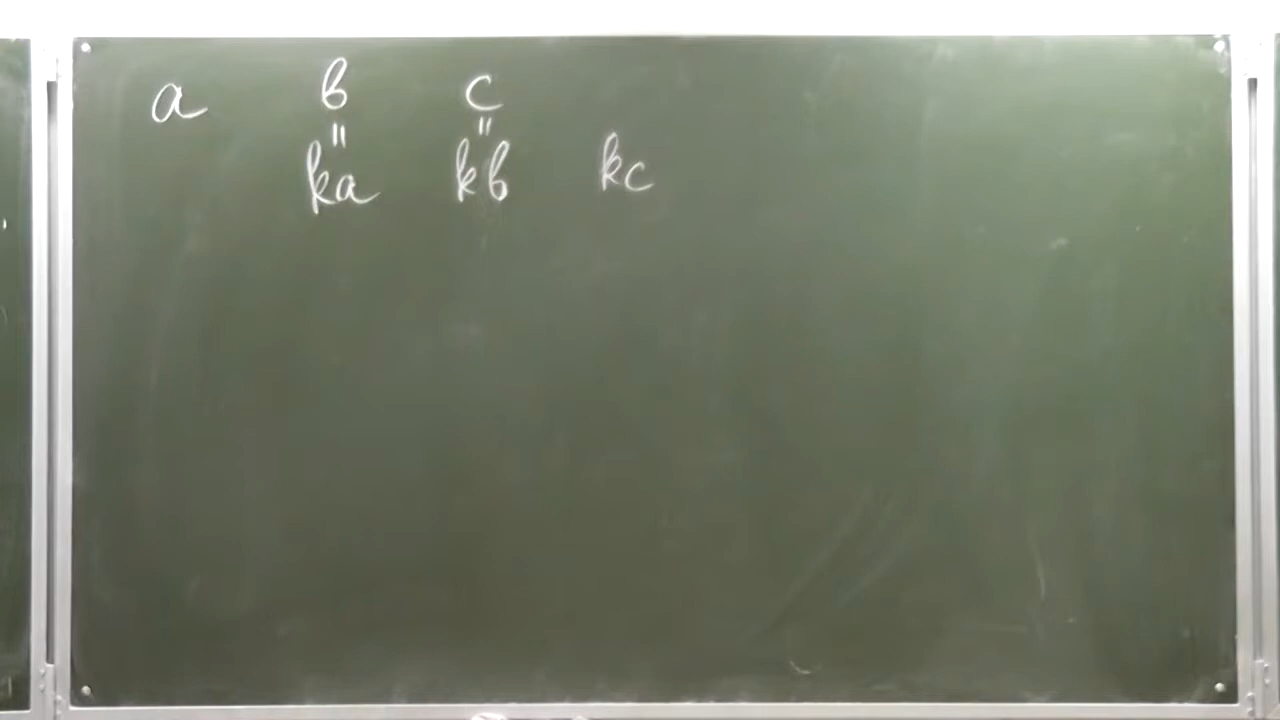 a b c
= =
ka kb kc